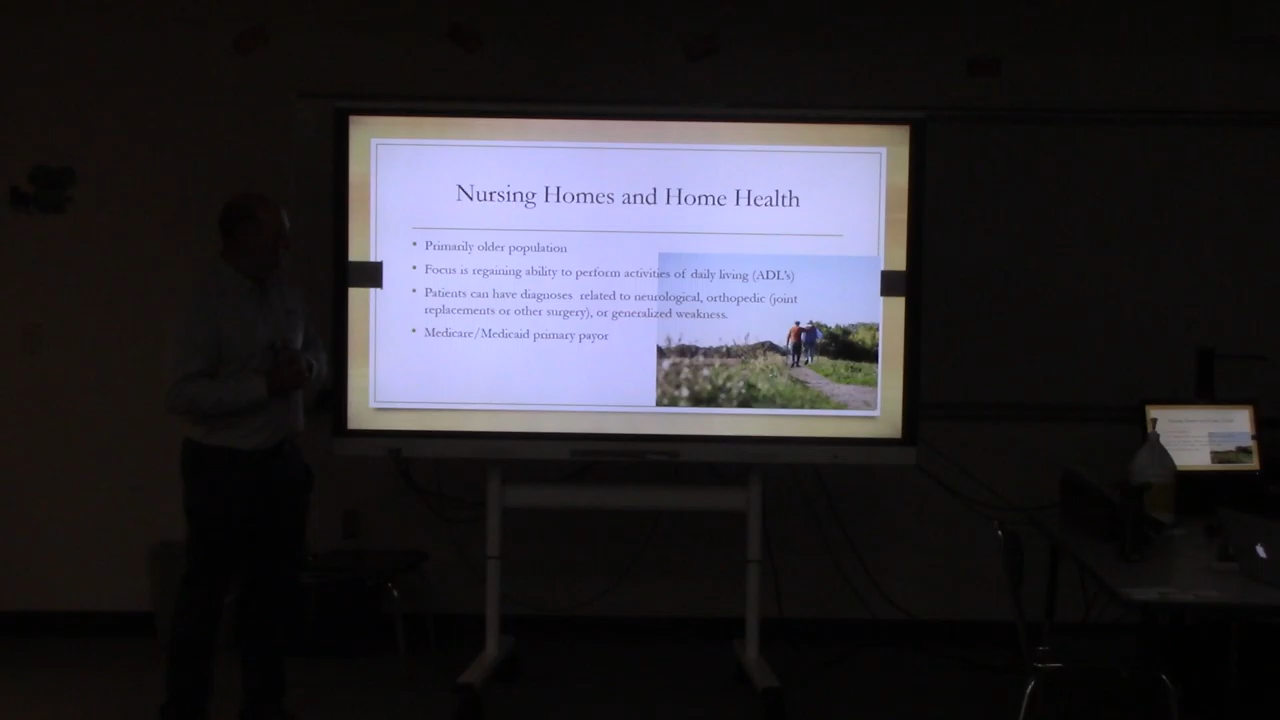 Nursing Homes and Home Health
• Primarily older population
• Focus is regaining ability to perform activities of daily living (ADL's)
• Patients can have diagnoses related to neurological, orthopedic (joint
replacements or other surgery), or generalized weakness.
• Medicare/Medicaid primary payor